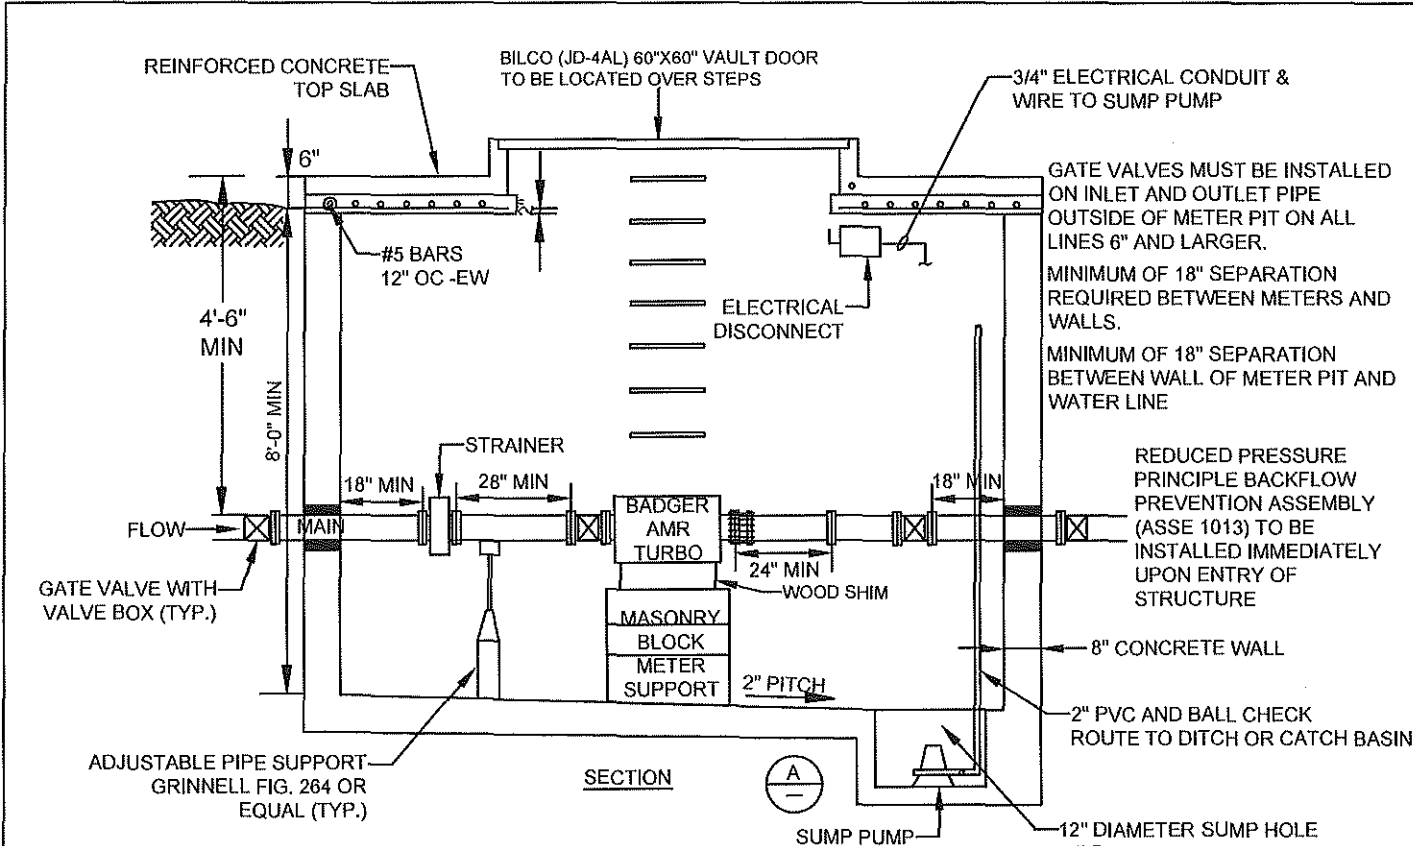 REINFORCED CONCRETE
TOP SLAB
BILCO (JD-4AL) 60"X60" VAULT DOOR
TO BE LOCATED OVER STEPS
3/4" ELECTRICAL CONDUIT &
WIRE TO SUMP PUMP
6"
GATE VALVES MUST BE INSTALLED
ON INLET AND OUTLET PIPE
OUTSIDE OF METER PIT ON ALL
LINES 6" AND LARGER.
#5 BARS
12" OC -EW
MINIMUM OF 18" SEPARATION
REQUIRED BETWEEN METERS AND
WALLS.
ELECTRICAL
DISCONNECT
4'-6"
MIN
MINIMUM OF 18" SEPARATION
BETWEEN WALL OF METER PIT AND
WATER LINE
8'-0" MIN
STRAINER
18" MIN
28" MIN
18" MIN
REDUCED PRESSURE
PRINCIPLE BACKFLOW
PREVENTION ASSEMBLY
(ASSE 1013) TO BE
INSTALLED IMMEDIATELY
UPON ENTRY OF
STRUCTURE
FLOW
MAIN
BADGER
AMR
TURBO
24" MIN
WOOD SHIM
GATE VALVE WITH
VALVE BOX (TYP.)
MASONRY
BLOCK
METER
SUPPORT
8" CONCRETE WALL
2" PITCH
2" PVC AND BALL CHECK
ROUTE TO DITCH OR CATCH BASIN
ADJUSTABLE PIPE SUPPORT
GRINNELL FIG. 264 OR
EQUAL (TYP.)
SECTION
A
–
SUMP PUMP
12" DIAMETER SUMP HOLE